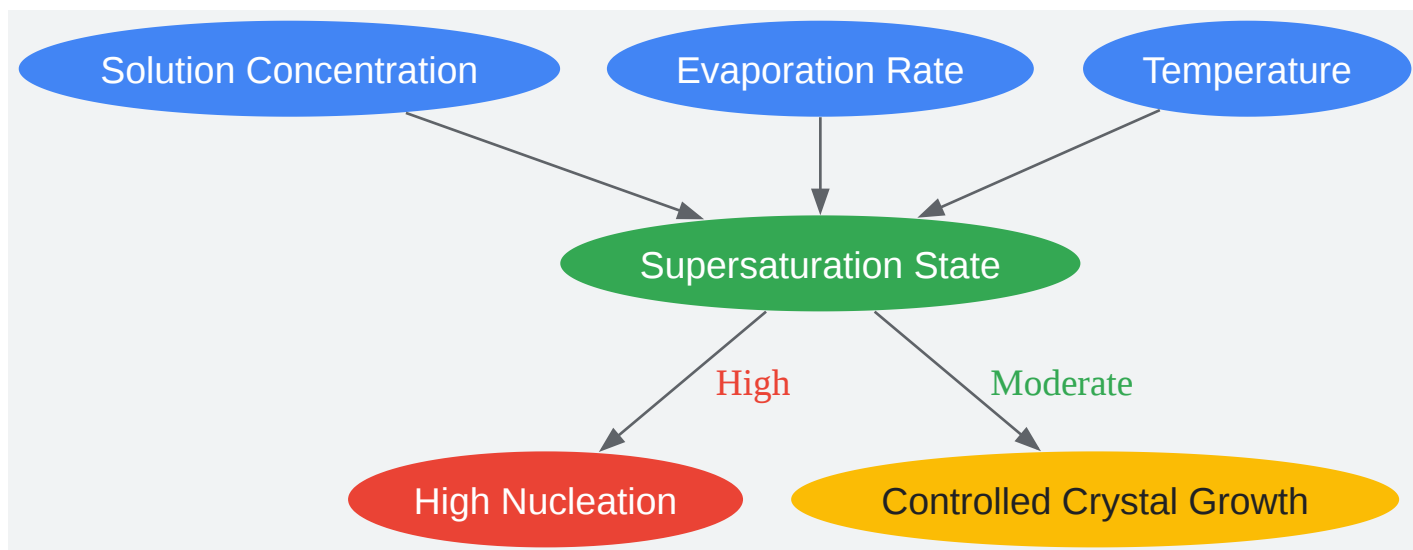 Solution Concentration
Evaporation Rate
Temperature
Supersaturation State
High
Moderate
High Nucleation
Controlled Crystal Growth